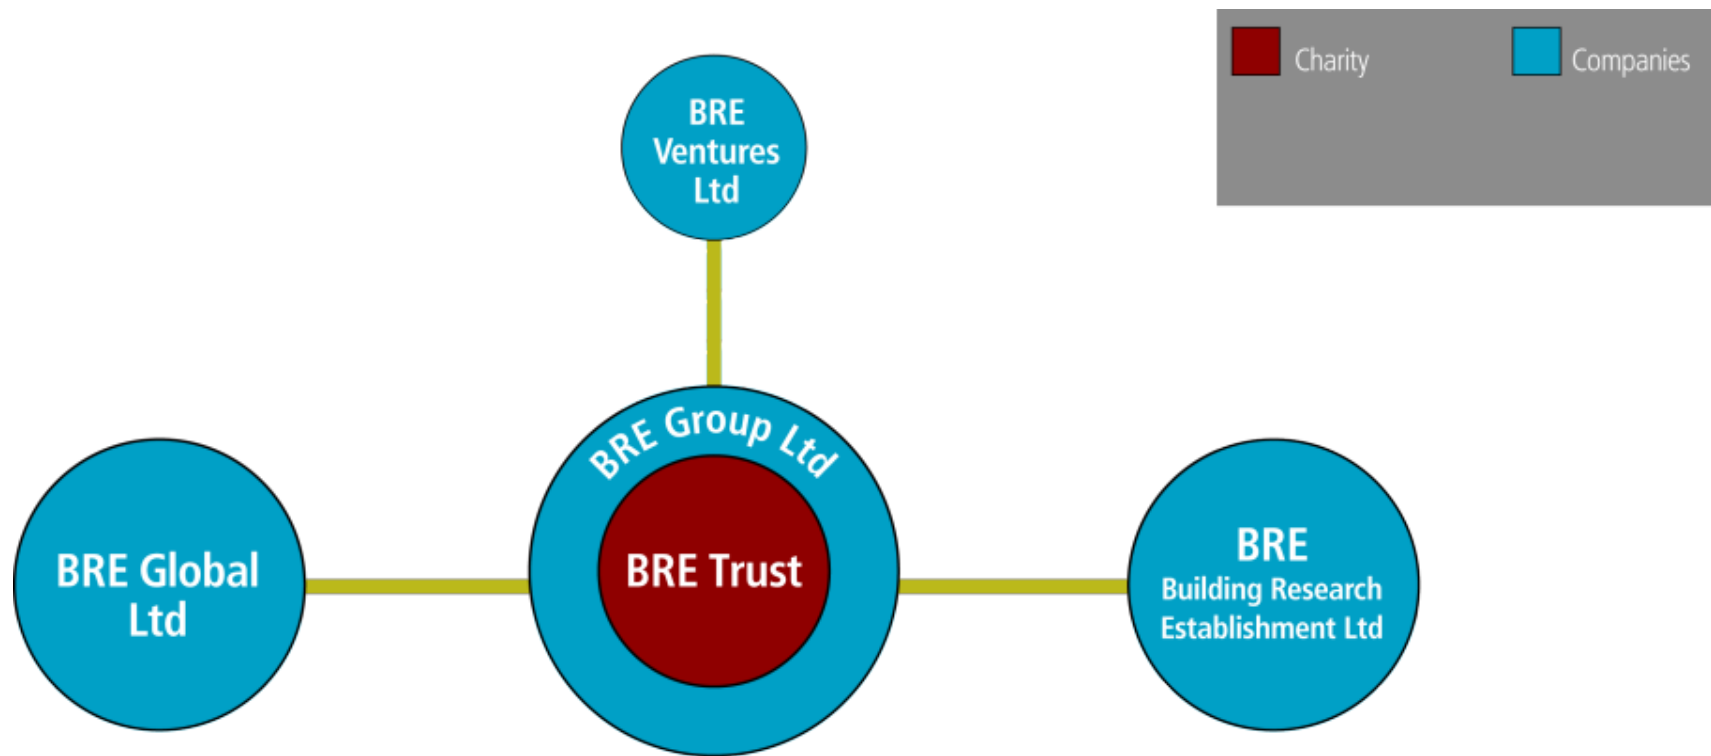 Charity
Companies
BRE
Ventures
Ltd
BRE Group Ltd
BRE Trust
BRE Global
Ltd
BRE
Building Research
Establishment Ltd